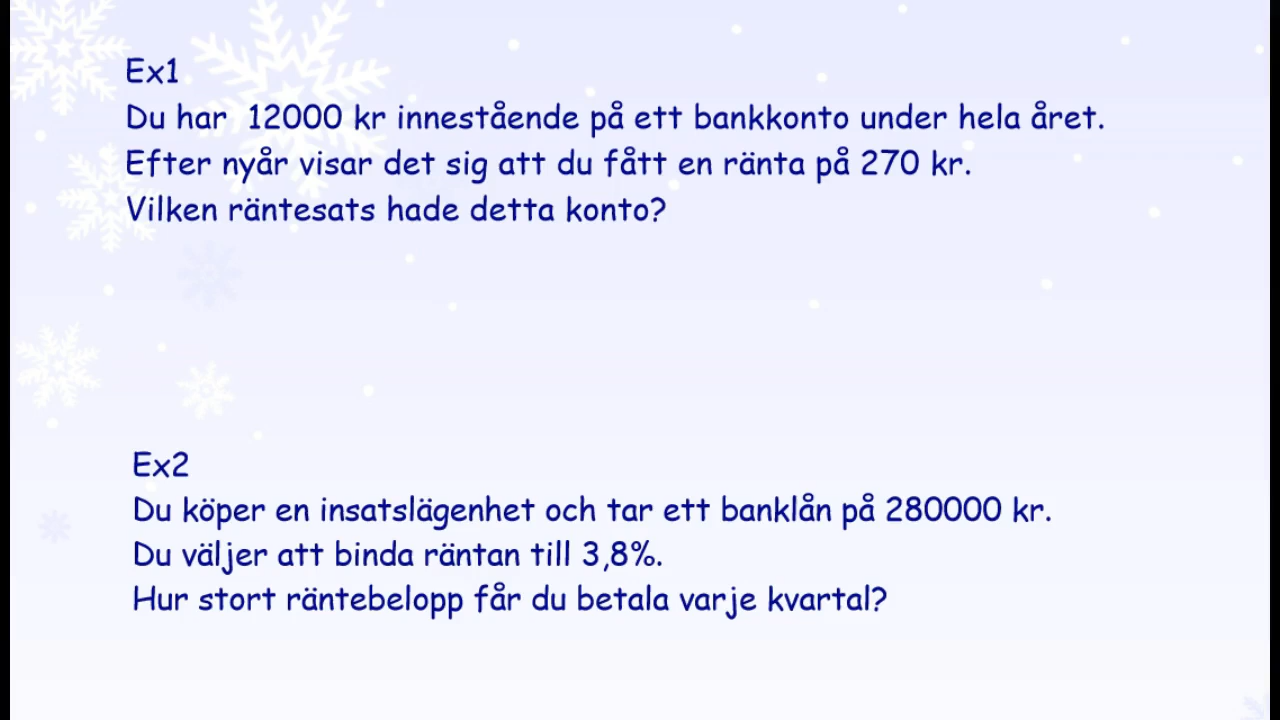 Ex1
Du har 12000 kr innestående på ett bankkonto under hela året.
Efter nyår visar det sig att du fått en ränta på 270 kr.
Vilken räntesats hade detta konto?
Ex2
Du köper en insatslägenhet och tar ett banklån på 280000 kr.
Du väljer att binda räntan till 3,8%.
Hur stort räntebelopp får du betala varje kvartal?